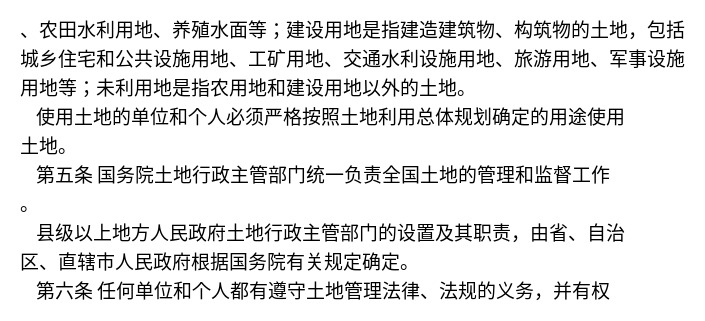 、农田水利用地、养殖水面等；建设用地是指建造建筑物、构筑物的土地，包括
城乡住宅和公共设施用地、工矿用地、交通水利设施用地、旅游用地、军事设施
用地等；未利用地是指农用地和建设用地以外的土地。
使用土地的单位和个人必须严格按照土地利用总体规划确定的用途使用
土地。
第五条 国务院土地行政主管部门统一负责全国土地的管理和监督工作
。
县级以上地方人民政府土地行政主管部门的设置及其职责，由省、自治
区、直辖市人民政府根据国务院有关规定确定。
第六条 任何单位和个人都有遵守土地管理法律、法规的义务，并有权